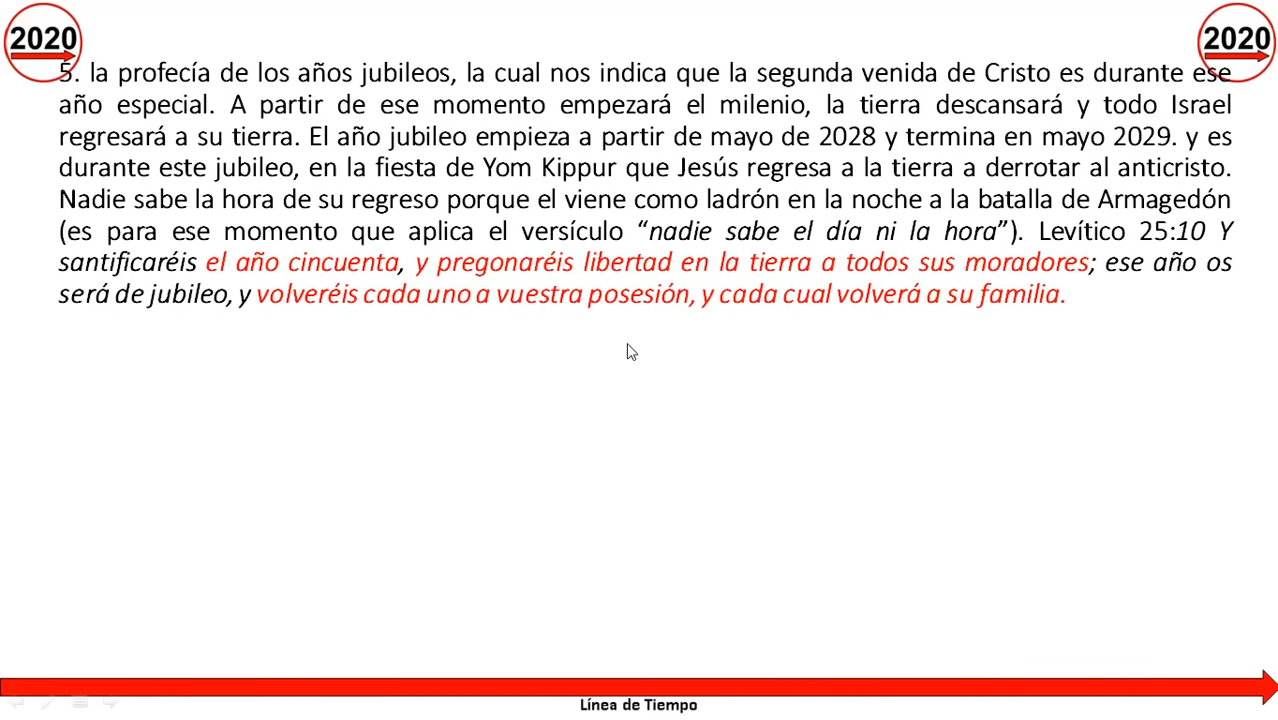 2020
2020
5. la profecía de los años jubileos, la cual nos indica que la segunda venida de Cristo es durante ese
año especial. A partir de ese momento empezará el milenio, la tierra descansará y todo Israel
regresará a su tierra. El año jubileo empieza a partir de mayo de 2028 y termina en mayo 2029. y es
durante este jubileo, en la fiesta de Yom Kippur que Jesús regresa a la tierra a derrotar al anticristo.
Nadie sabe la hora de su regreso porque el viene como ladrón en la noche a la batalla de Armagedón
(es para ese momento que aplica el versículo “nadie sabe el día ni la hora”). Levítico 25:10 Y
santificaréis el año cincuenta, y pregonaréis libertad en la tierra a todos sus moradores; ese año os
será de jubileo, y volveréis cada uno a vuestra posesión, y cada cual volverá a su familia.
Línea de Tiempo